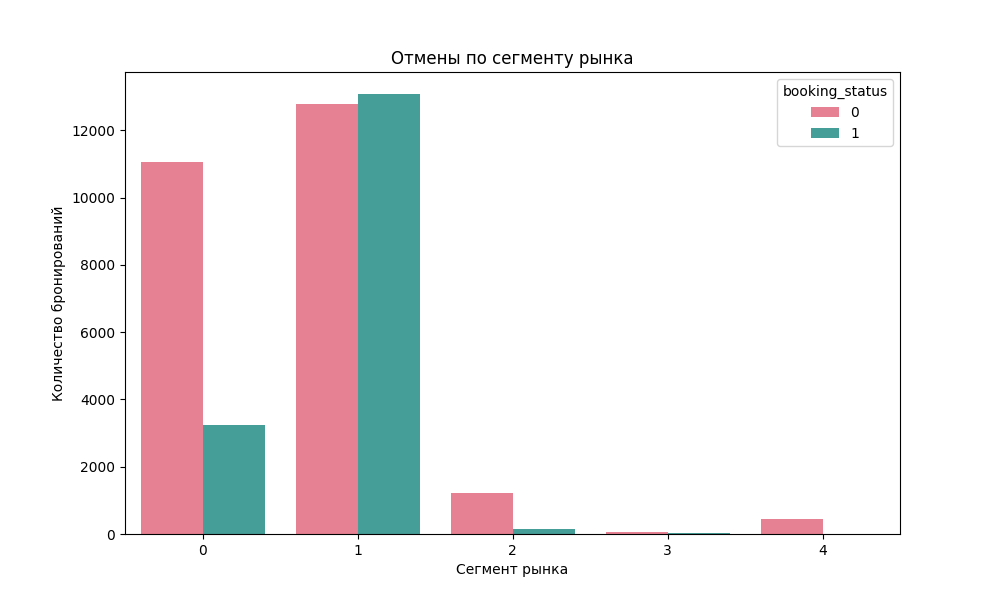 Отмены по сегменту рынка
booking_status
0
1
12000
10000
8000
6000
4000
2000
0
Количество бронирований
0 1 2 3 4
Сегмент рынка